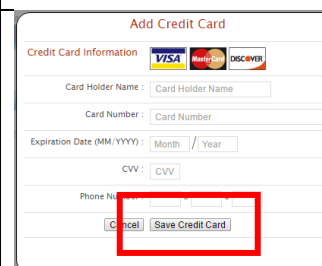 Add Credit Card
Credit Card Information VISA MasterCard DISCOVER
Card Holder Name : Card Holder Name
Card Number : Card Number
Expiration Date (MM/YYYY) : Month / Year
CVV : CVV
Phone Number : - -
Cancel Save Credit Card